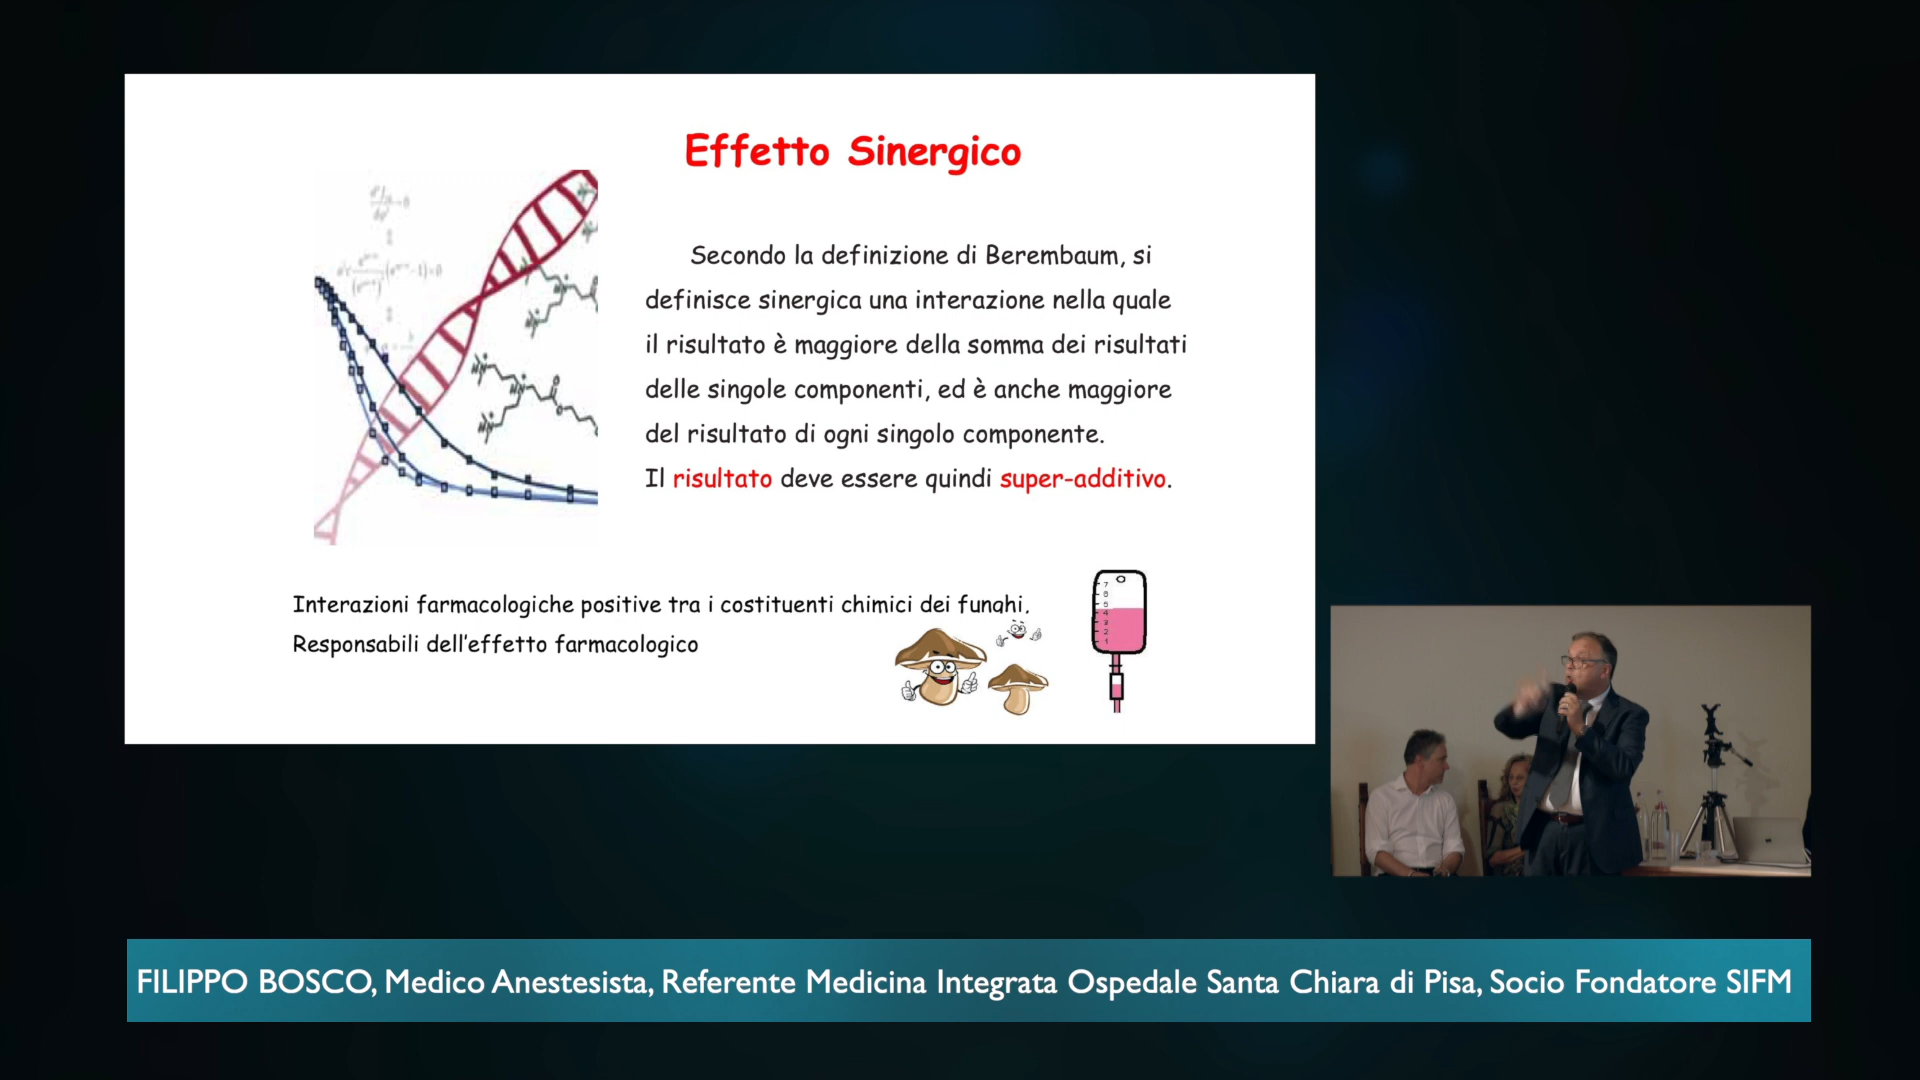 Effetto Sinergico
Secondo la definizione di Berembaum, si
definisce sinergica una interazione nella quale
il risultato è maggiore della somma dei risultati
delle singole componenti, ed è anche maggiore
del risultato di ogni singolo componente.
Il risultato deve essere quindi super-additivo.
Interazioni farmacologiche positive tra i costituenti chimici dei funghi.
Responsabili dell'effetto farmacologico
FILIPPO BOSCO, Medico Anestesista, Referente Medicina Integrata Ospedale Santa Chiara di Pisa, Socio Fondatore SIFM